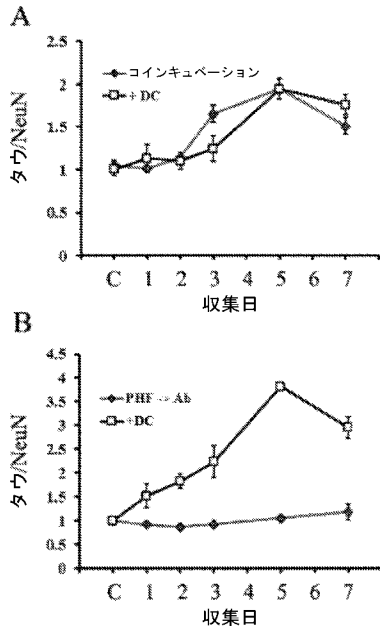 A
2.5
2
1.5
1
0.5
0
タウ/NeuN
コインキュベーション
+ DC
C 1 2 3 4 5 6 7
収集日
B
4.5
4
3.5
3
2.5
2
1.5
1
0.5
0
タウ/NeuN
PHF -> Ab
+DC
C 1 2 3 4 5 6 7
収集日